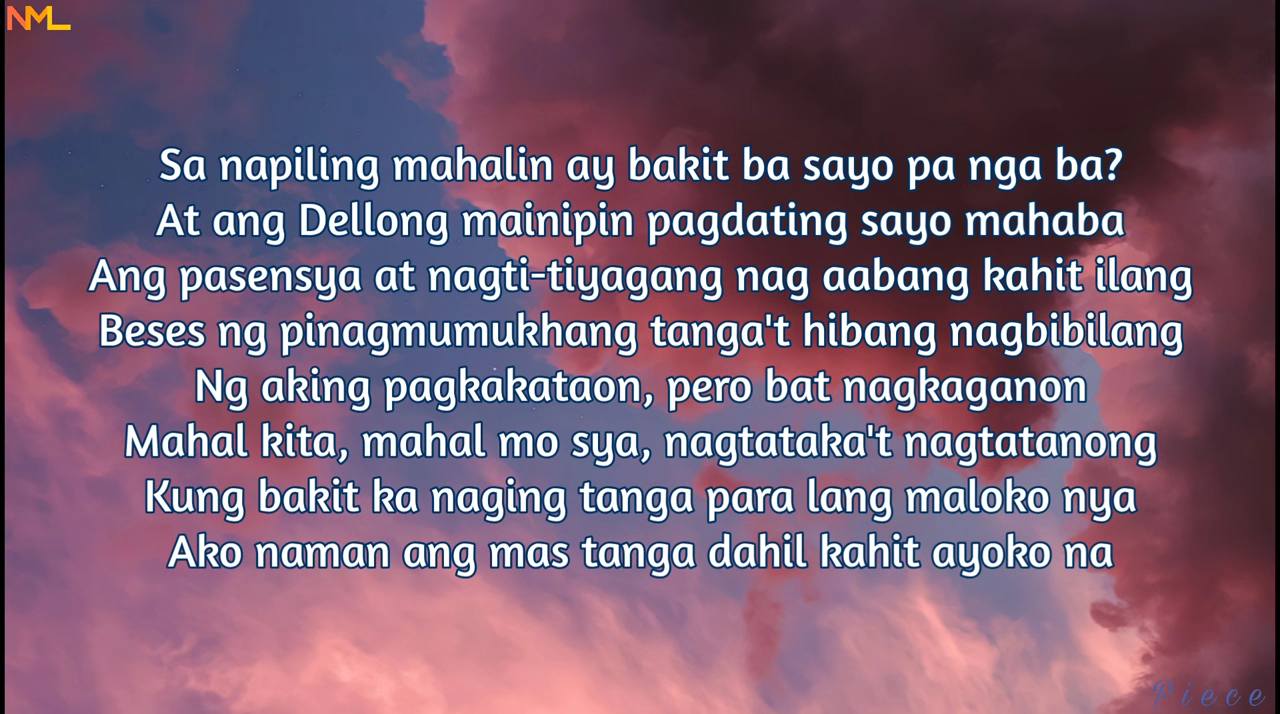 NML
Sa napiling mahalin ay bakit ba sayo pa nga ba?
At ang Dellong mainipin pagdating sayo mahaba
Ang pasensya at nagti-tiyagang nag aabang kahit ilang
Beses ng pinagmumukhang tanga't hibang nagbibilang
Ng aking pagkakataon, pero bat nagkaganon
Mahal kita, mahal mo sya, nagtataka't nagtatanong
Kung bakit ka naging tanga para lang maloko nya
Ako naman ang mas tanga dahil kahit ayoko na
Piece